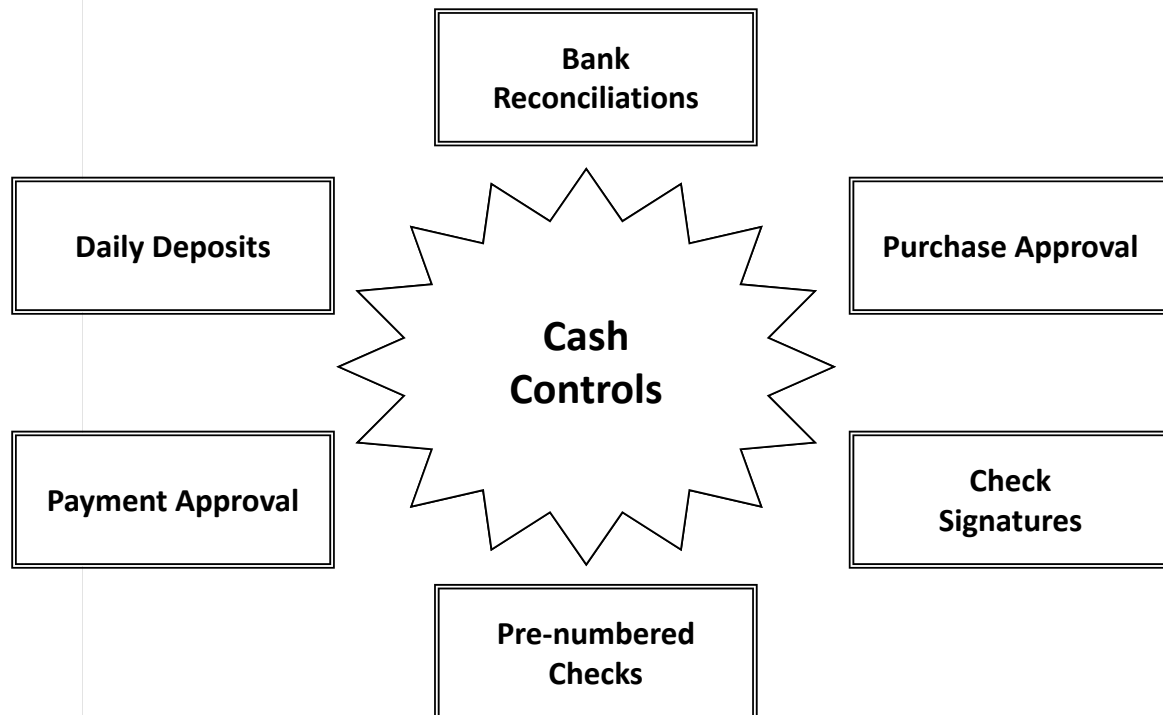 Bank
Reconciliations
Daily Deposits
Purchase Approval
Cash
Controls
Payment Approval
Check
Signatures
Pre-numbered
Checks